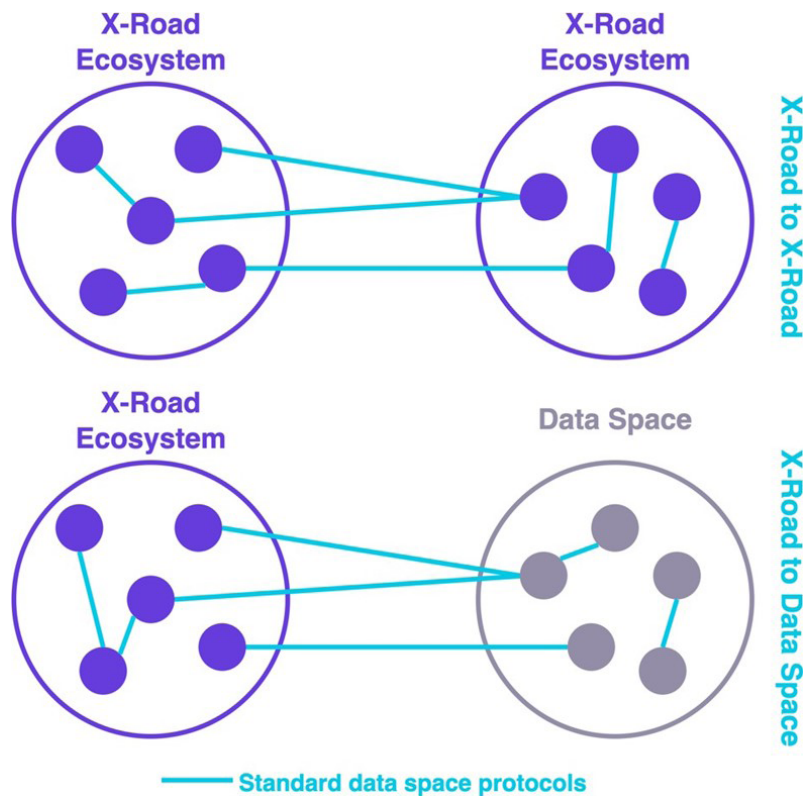 X-Road
Ecosystem
X-Road
Ecosystem
X-Road to X-Road
X-Road
Ecosystem
Data Space
X-Road to Data Space
Standard data space protocols